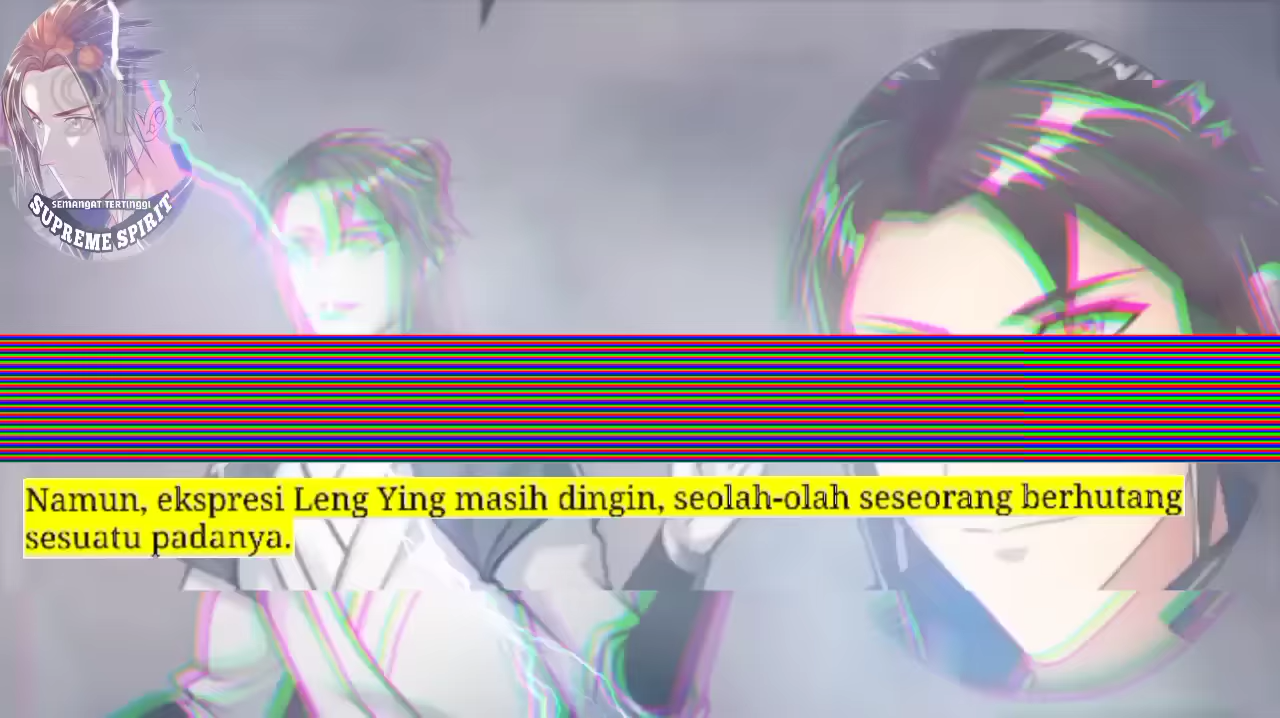 SEMANGAT TERTINGGI
SUPREME SPIRIT
Namun, ekspresi Leng Ying masih dingin, seolah-olah seseorang berhutang
sesuatu padanya.